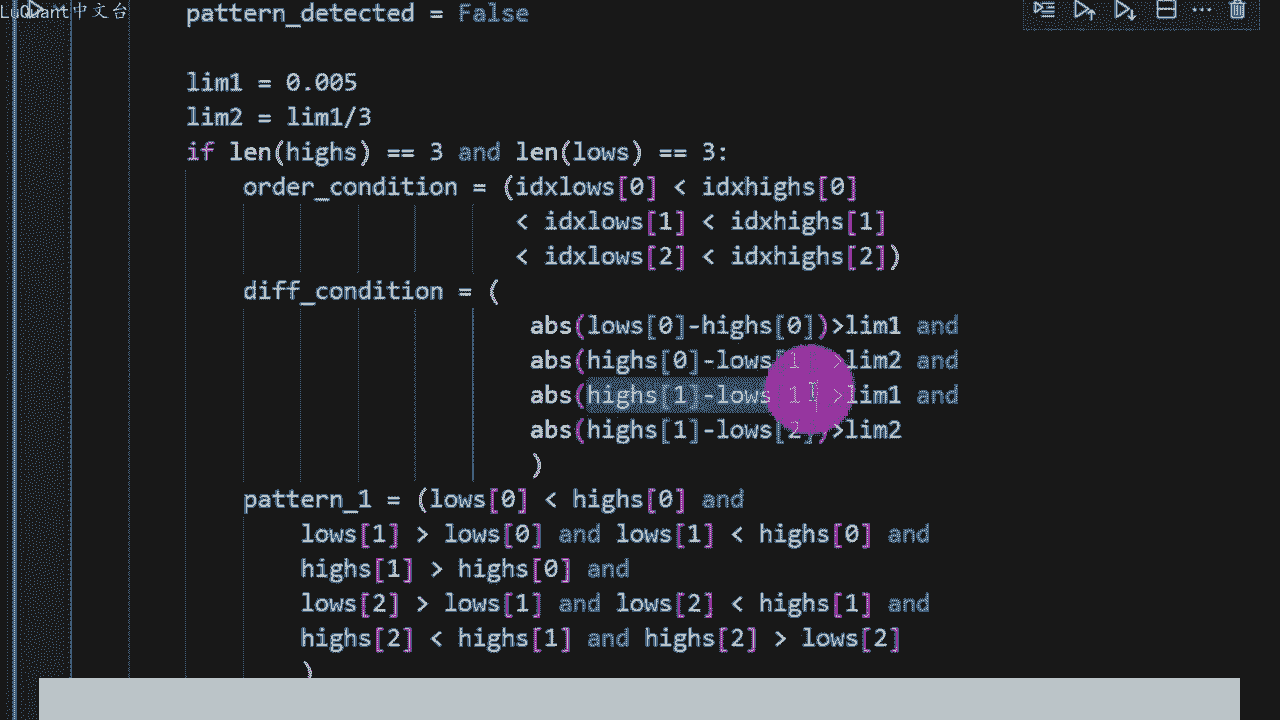 LuQuant中文台
pattern_detected = False
lim1 = 0.005
lim2 = lim1/3
if len(highs) == 3 and len(lows) == 3:
order_condition = (idxlows[0] < idxhighs[0]
< idxlows[1] < idxhighs[1]
< idxlows[2] < idxhighs[2])
diff_condition = (
abs(lows[0]-highs[0])>lim1 and
abs(highs[0]-lows[1])>lim2 and
abs(highs[1]-lows[1])>lim1 and
abs(highs[1]-lows[2])>lim2
)
pattern_1 = (lows[0] < highs[0] and
lows[1] > lows[0] and lows[1] < highs[0] and
highs[1] > highs[0] and
lows[2] > lows[1] and lows[2] < highs[1] and
highs[2] < highs[1] and highs[2] > lows[2]
)